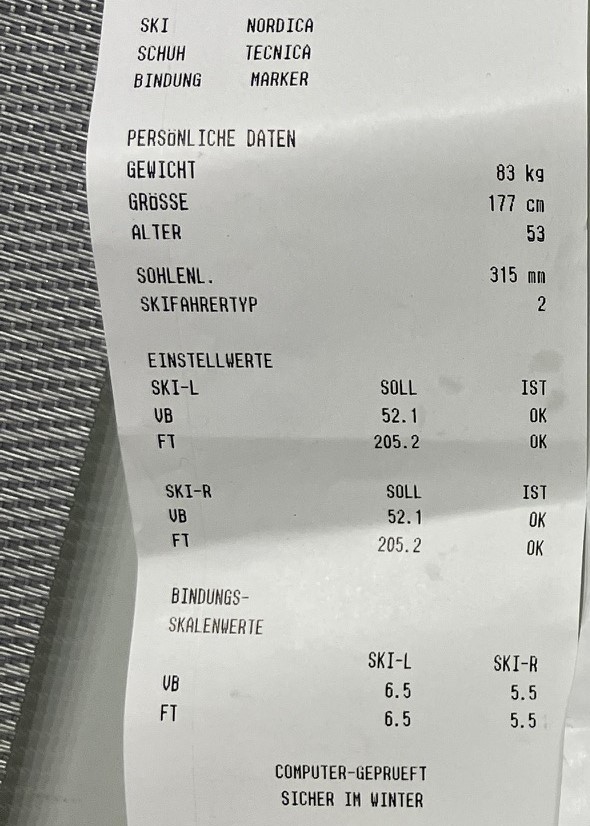 SKI NORDICA
SCHUH TECNICA
BINDUNG MARKER
PERSÖNLICHE DATEN
GEWICHT 83 kg
GRÖSSE 177 cm
ALTER 53
SOHLENL. 315 mm
SKIFAHRERTYP 2
EINSTELLWERTE
SKI-L SOLL IST
VB 52.1 OK
FT 205.2 OK
SKI-R SOLL IST
VB 52.1 OK
FT 205.2 OK
BINDUNGS-
SKALENWERTE
SKI-L SKI-R
VB 6.5 5.5
FT 6.5 5.5
COMPUTER-GEPRUEFT
SICHER IM WINTER